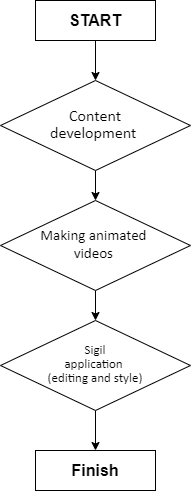 START
Content
development
Making animated
videos
Sigil
application
(editing and style)
Finish